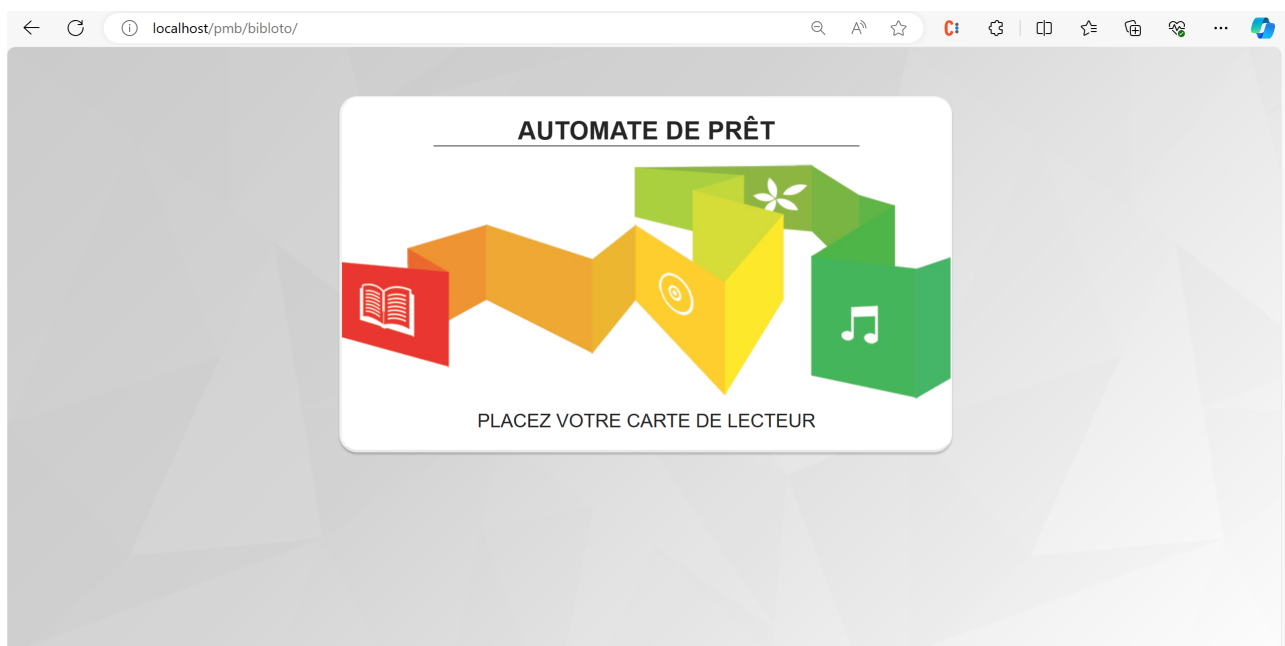 localhost/pmb/bibloto/
AUTOMATE DE PRÊT
PLACEZ VOTRE CARTE DE LECTEUR